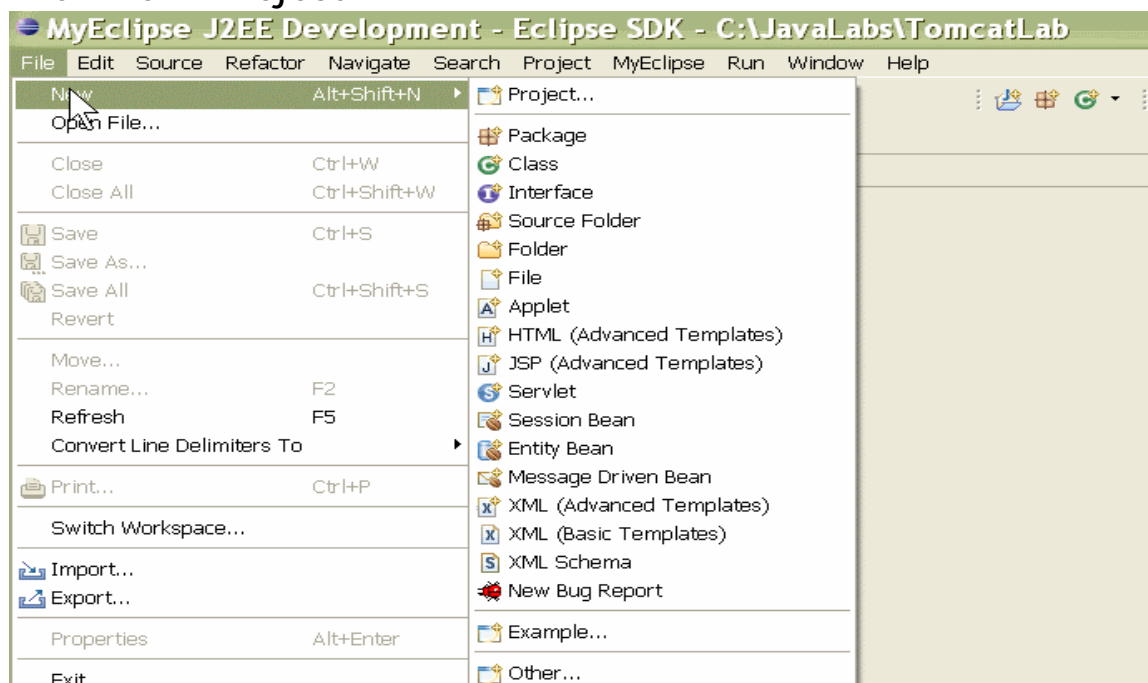 MyEclipse J2EE Development - Eclipse SDK - C:\JavaLabs\TomcatLab
File Edit Source Refactor Navigate Search Project MyEclipse Run Window Help
New Alt+Shift+N
Open File...
Close Ctrl+W
Close All Ctrl+Shift+W
Save Ctrl+S
Save As...
Save All Ctrl+Shift+S
Revert
Move...
Rename... F2
Refresh F5
Convert Line Delimiters To
Print... Ctrl+P
Switch Workspace...
Import...
Export...
Properties Alt+Enter
Exit
Project...
Package
Class
Interface
Source Folder
Folder
File
Applet
HTML (Advanced Templates)
JSP (Advanced Templates)
Servlet
Session Bean
Entity Bean
Message Driven Bean
XML (Advanced Templates)
XML (Basic Templates)
XML Schema
New Bug Report
Example...
Other...